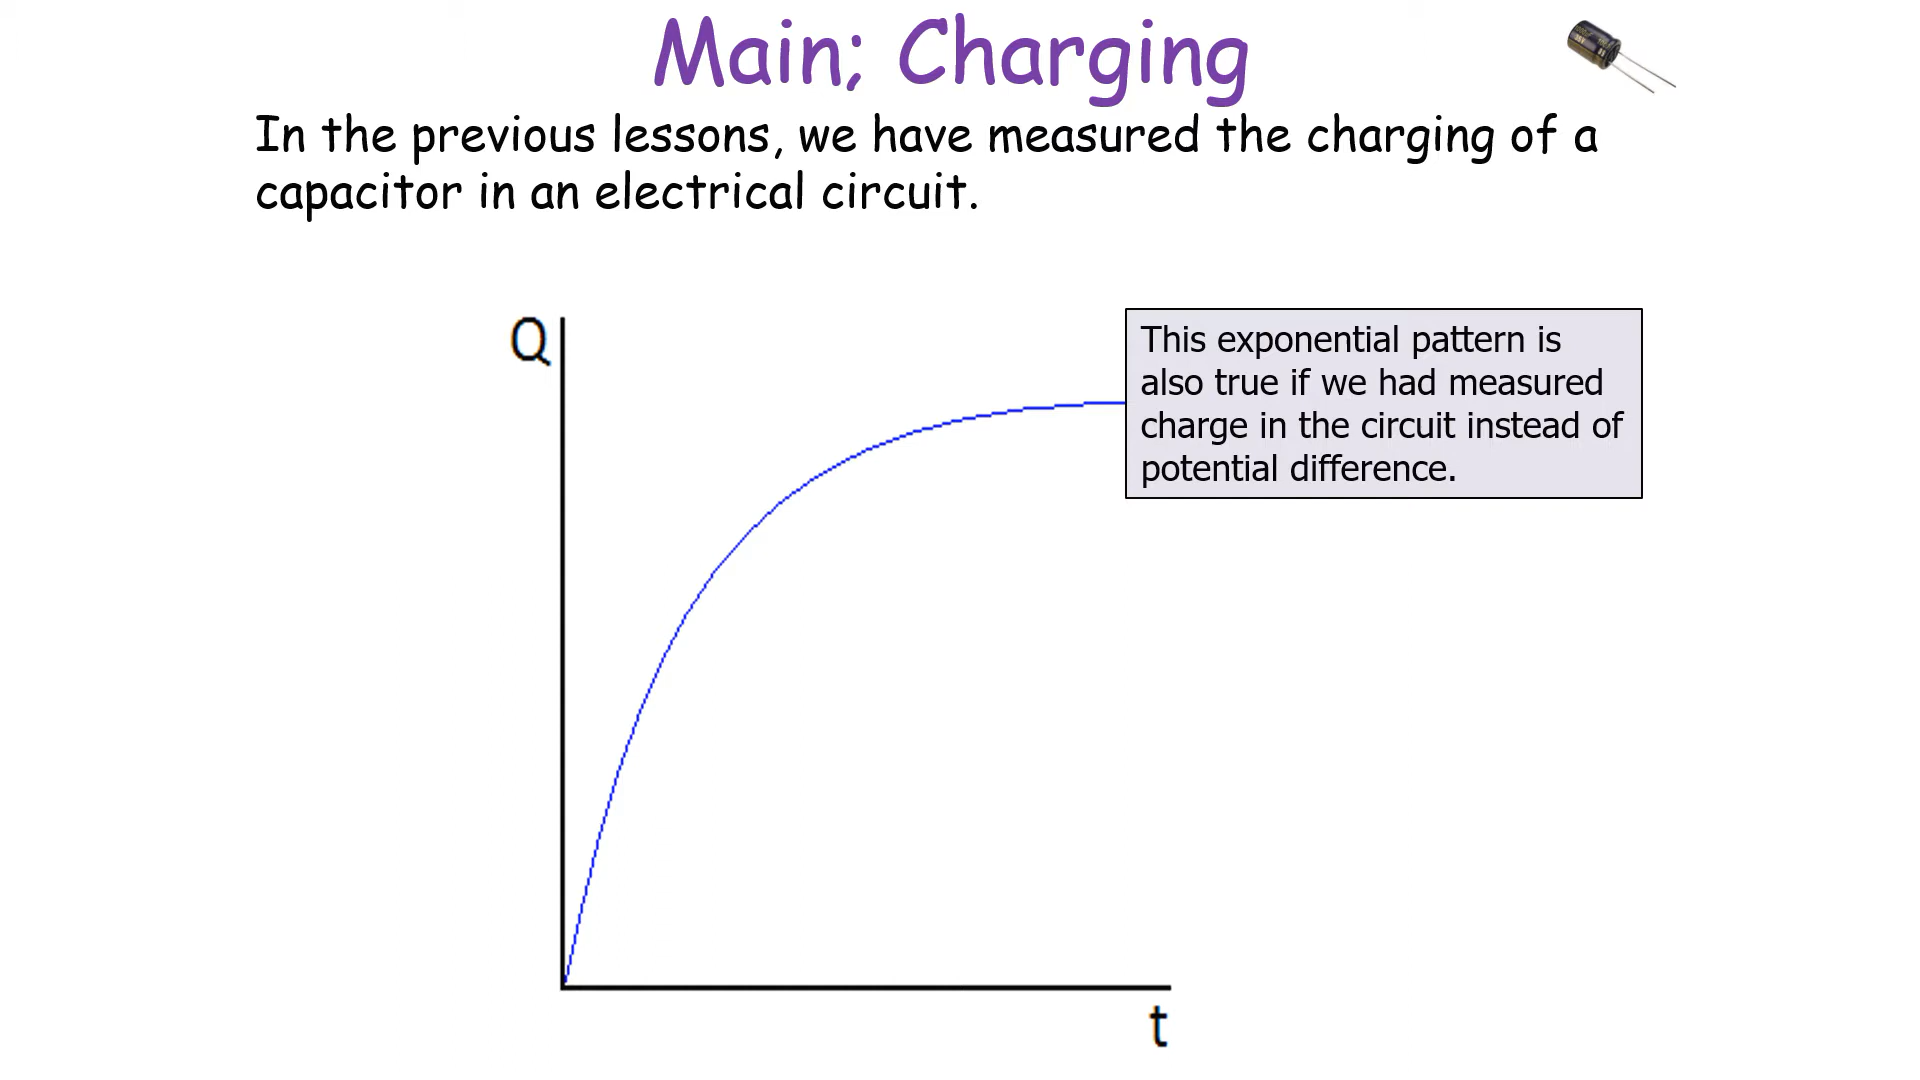 Main; Charging
In the previous lessons, we have measured the charging of a
capacitor in an electrical circuit.
Q
This exponential pattern is
also true if we had measured
charge in the circuit instead of
potential difference.
t